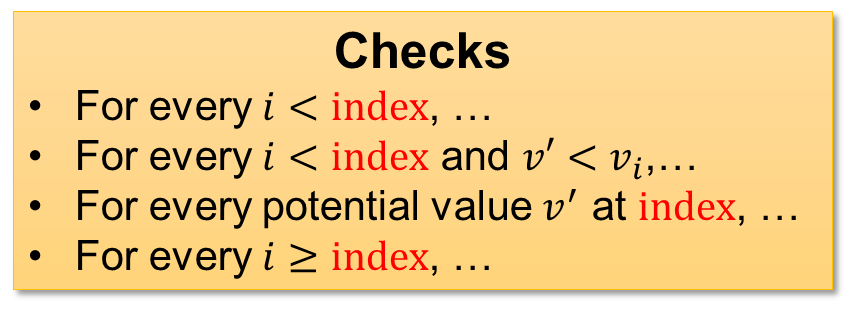 Checks
• For every 𝑖 < index, …
• For every 𝑖 < index and 𝑣′ < 𝑣ᵢ,…
• For every potential value 𝑣′ at index, …
• For every 𝑖 ≥ index, …